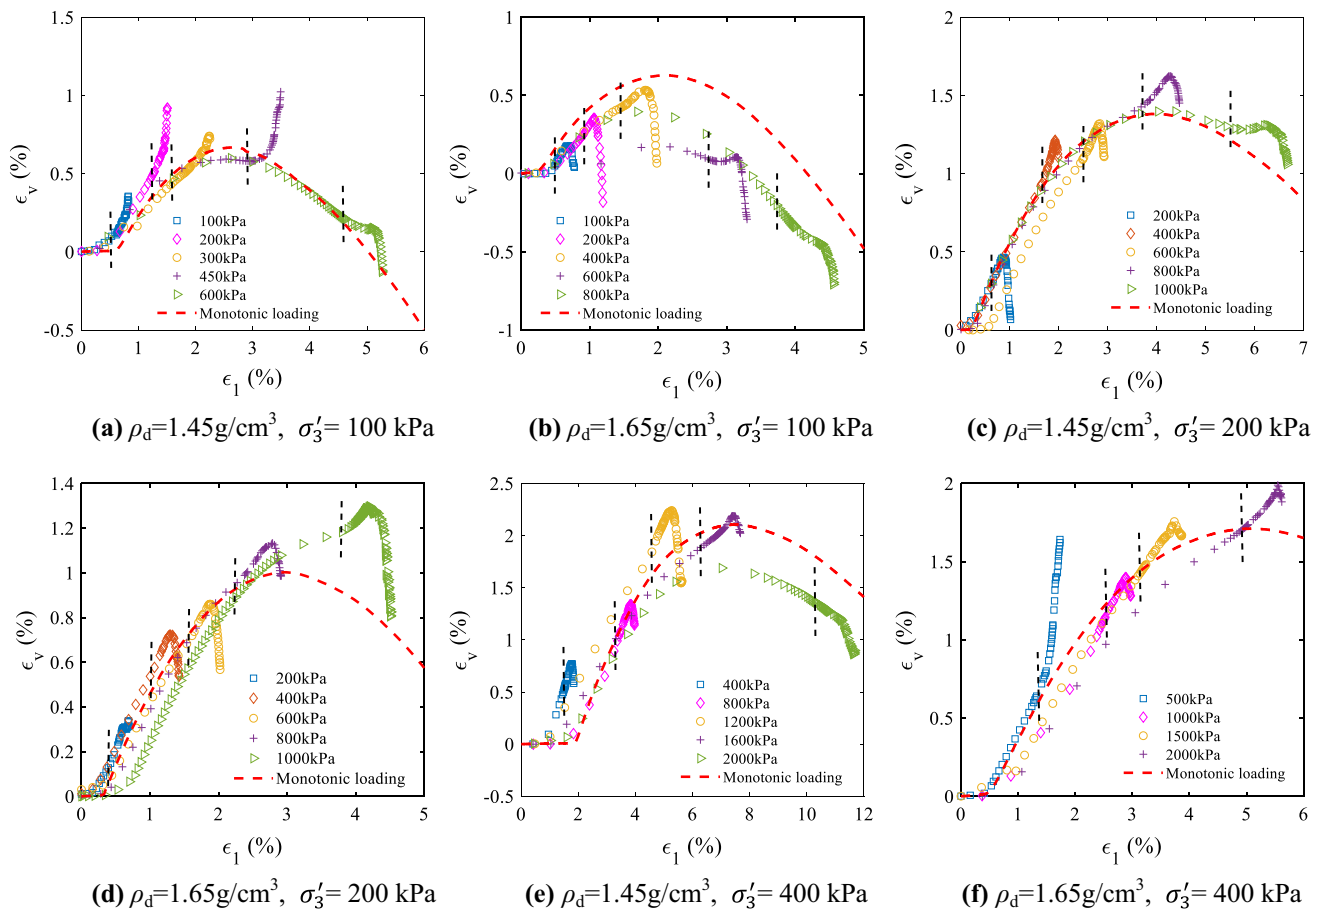 1.5
1
0.5
0
-0.5
ϵv (%)
0 1 2 3 4 5 6
ϵ1 (%)
100kPa
200kPa
300kPa
450kPa
600kPa
Monotonic loading
(a) ρd=1.45g/cm3, σ′3= 100 kPa
1
0.5
0
-0.5
-1
ϵv (%)
0 1 2 3 4 5
ϵ1 (%)
100kPa
200kPa
400kPa
600kPa
800kPa
Monotonic loading
(b) ρd=1.65g/cm3, σ′3= 100 kPa
2
1.5
1
0.5
0
ϵv (%)
0 1 2 3 4 5 6 7
ϵ1 (%)
200kPa
400kPa
600kPa
800kPa
1000kPa
Monotonic loading
(c) ρd=1.45g/cm3, σ′3= 200 kPa
1.4
1.2
1
0.8
0.6
0.4
0.2
0
ϵv (%)
0 1 2 3 4 5
ϵ1 (%)
200kPa
400kPa
600kPa
800kPa
1000kPa
Monotonic loading
(d) ρd=1.65g/cm3, σ′3= 200 kPa
2.5
2
1.5
1
0.5
0
-0.5
ϵv (%)
0 2 4 6 8 10 12
ϵ1 (%)
400kPa
800kPa
1200kPa
1600kPa
2000kPa
Monotonic loading
(e) ρd=1.45g/cm3, σ′3= 400 kPa
2
1.5
1
0.5
0
ϵv (%)
0 1 2 3 4 5 6
ϵ1 (%)
500kPa
1000kPa
1500kPa
2000kPa
Monotonic loading
(f) ρd=1.65g/cm3, σ′3= 400 kPa